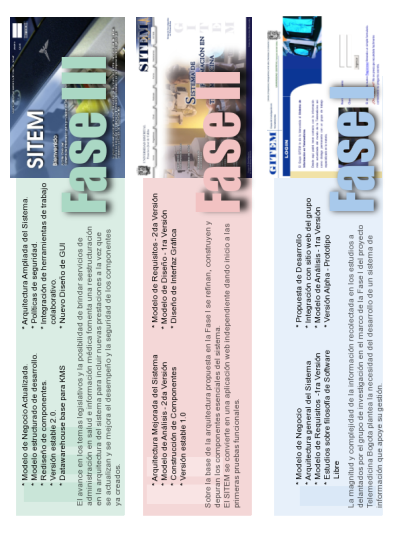 * Modelo de Negocio Actualizada.
* Modelo estructurado de desarrollo.
* Rediseño de componentes
* Versión estable 2.0.
* Datawarehouse base para KMS
* Arquitectura Ampliada del Sistema.
* Políticas de seguridad.
* Integración de herramientas de trabajo
colaborativo.
* Nuevo Diseño de GUI
El avance en los temas legislativos y la posibilidad de brindar servicios de
administración en salud e información médica fomenta una reestructuración
en la arquitectura del sistema para incluir nuevas prestaciones a la vez que
se actualizan y se mejora el desempeño y la seguridad de los componentes
ya creados.
SITEM
Bienvenido
Fase III
* Arquitectura Mejorada del Sistema
* Modelo de Análisis - 2da Versión
* Construcción de Componentes
* Versión estable 1.0
* Modelo de Requisitos - 2da Versión
* Modelo de Diseño - 1ra Versión
* Diseño de Interfaz Gráfica
Sobre la base de la arquitectura propuesta en la Fase I se refinan, construyen y
depuran los componentes esenciales del sistema.
El SITEM se convierte en una aplicación web independiente dando inicio a las
primeras pruebas funcionales.
SITEM
SISTEMA DE
Fase II
* Modelo de Negocio
* Arquitectura general del Sistema
* Modelo de Requisitos - 1ra Versión
* Estudios sobre filosofía de Software
Libre
* Propuesta de Desarrollo
* Integración con sitio web del grupo
* Modelo de Análisis - 1ra Versión
* Versión Alpha - Prototipo
La magnitud y complejidad de la información recolectada en los estudios a
delantados por el grupo de investigación en el marco de la Fase I del proyecto
Telemedicina Bogotá plantea la necesidad del desarrollo de un sistema de
información que apoye su gestión.
GITEM
LOGIN
Fase I